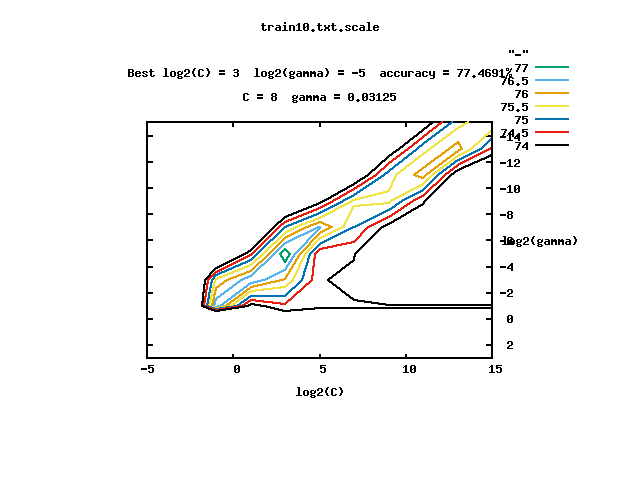 train10.txt.scale
"-"
Best log2(C) = 3  log2(gamma) = -5  accuracy = 77.4691%
77
76.5
C = 8  gamma = 0.03125
76
75.5
75
74.5
74
-14
-12
-10
-8
-6
log2(gamma)
-4
-2
0
2
-5 0 5 10 15
log2(C)